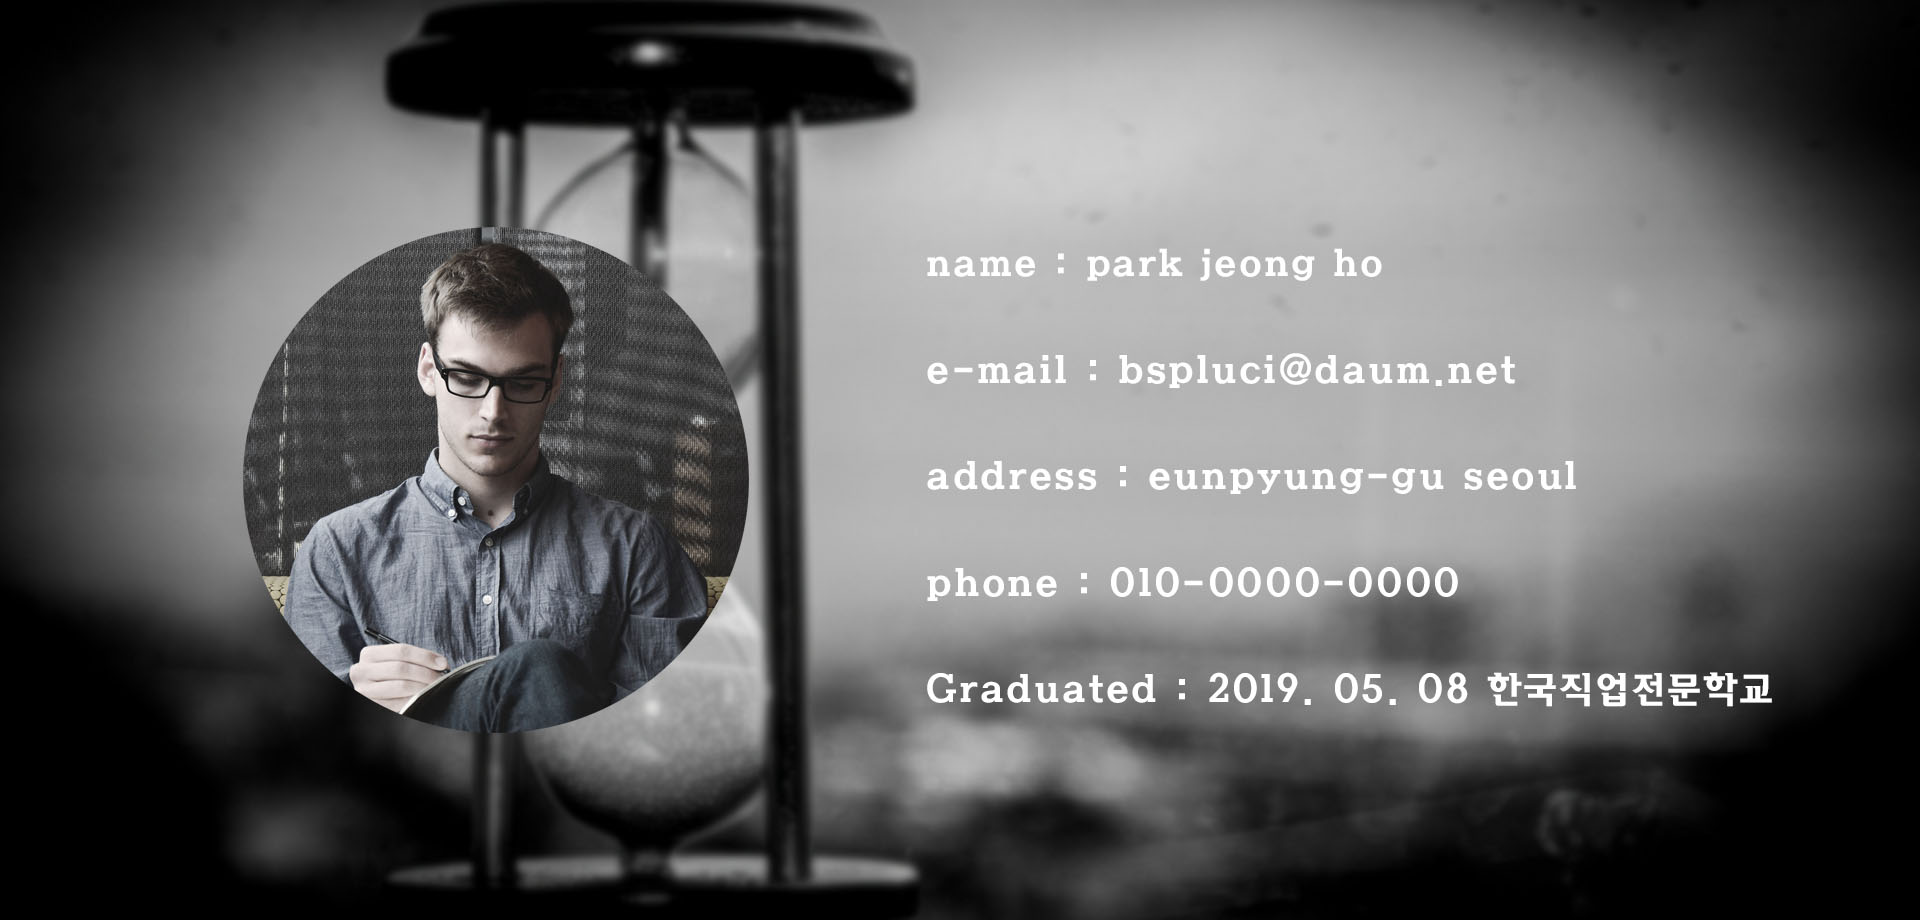 name : park jeong ho
e-mail : bspluci@daum.net
address : eunpyung-gu seoul
phone : 010-0000-0000
Graduated : 2019. 05. 08 한국직업전문학교